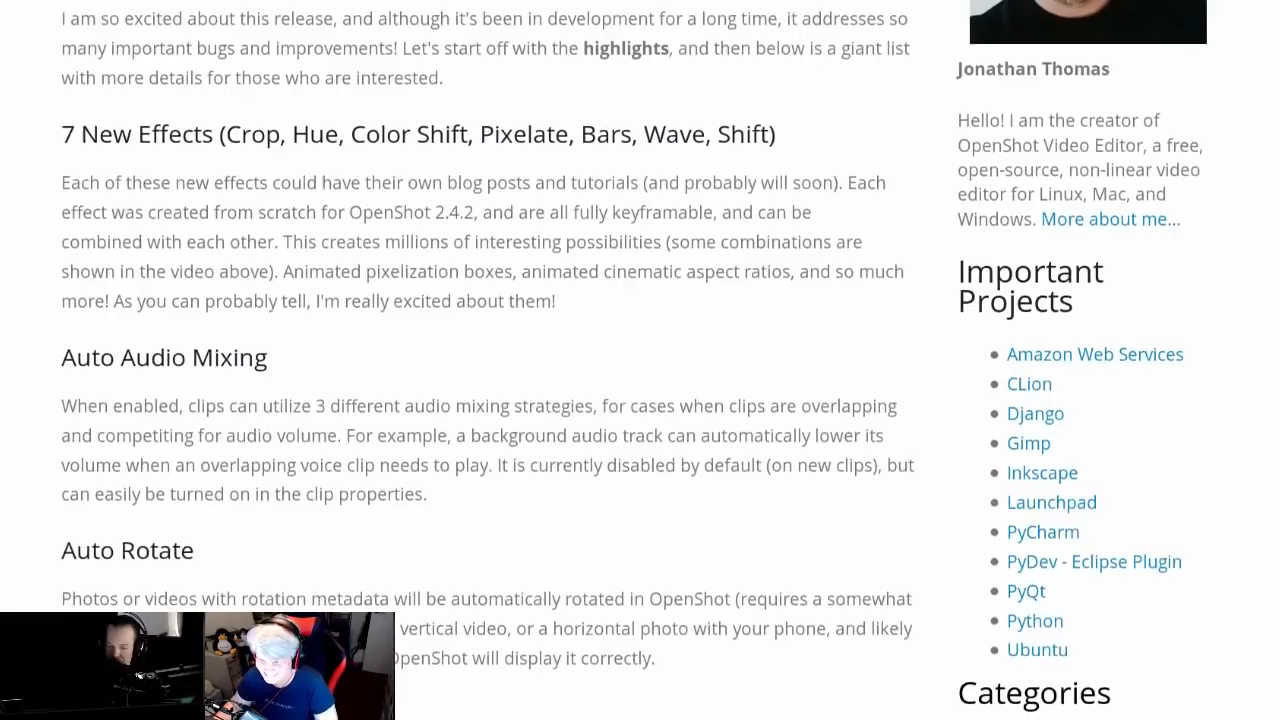 I am so excited about this release, and although it's been in development for a long time, it addresses so
many important bugs and improvements! Let's start off with the highlights, and then below is a giant list
with more details for those who are interested.
7 New Effects (Crop, Hue, Color Shift, Pixelate, Bars, Wave, Shift)
Each of these new effects could have their own blog posts and tutorials (and probably will soon). Each
effect was created from scratch for OpenShot 2.4.2, and are all fully keyframable, and can be
combined with each other. This creates millions of interesting possibilities (some combinations are
shown in the video above). Animated pixelization boxes, animated cinematic aspect ratios, and so much
more! As you can probably tell, I'm really excited about them!
Auto Audio Mixing
When enabled, clips can utilize 3 different audio mixing strategies, for cases when clips are overlapping
and competiting for audio volume. For example, a background audio track can automatically lower its
volume when an overlapping voice clip needs to play. It is currently disabled by default (on new clips), but
can easily be turned on in the clip properties.
Auto Rotate
Photos or videos with rotation metadata will be automatically rotated in OpenShot (requires a somewhat
vertical video, or a horizontal photo with your phone, and likely
OpenShot will display it correctly.
Jonathan Thomas
Hello! I am the creator of
OpenShot Video Editor, a free,
open-source, non-linear video
editor for Linux, Mac, and
Windows. More about me...
Important
Projects
Amazon Web Services
CLion
Django
Gimp
Inkscape
Launchpad
PyCharm
PyDev - Eclipse Plugin
PyQt
Python
Ubuntu
Categories